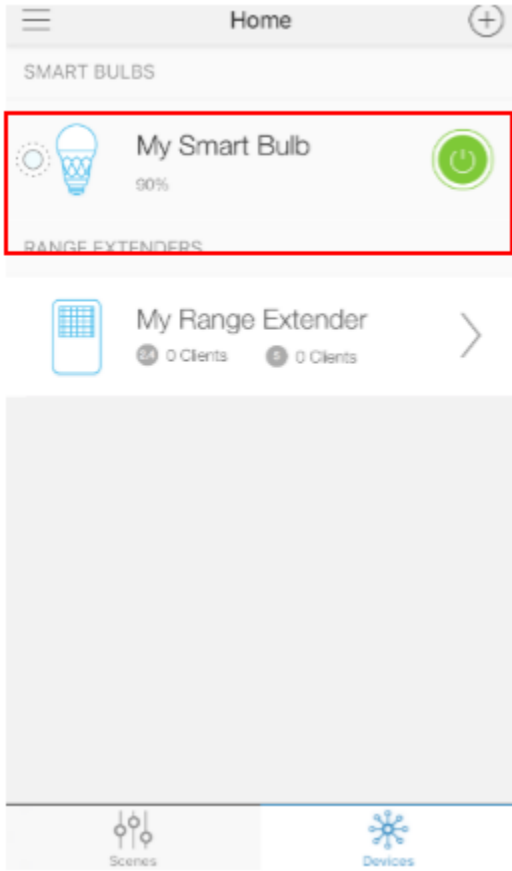 Home
SMART BULBS
My Smart Bulb
90%
RANGE EXTENDERS
My Range Extender
2.4 0 Clients 5 0 Clients
Scenes Devices